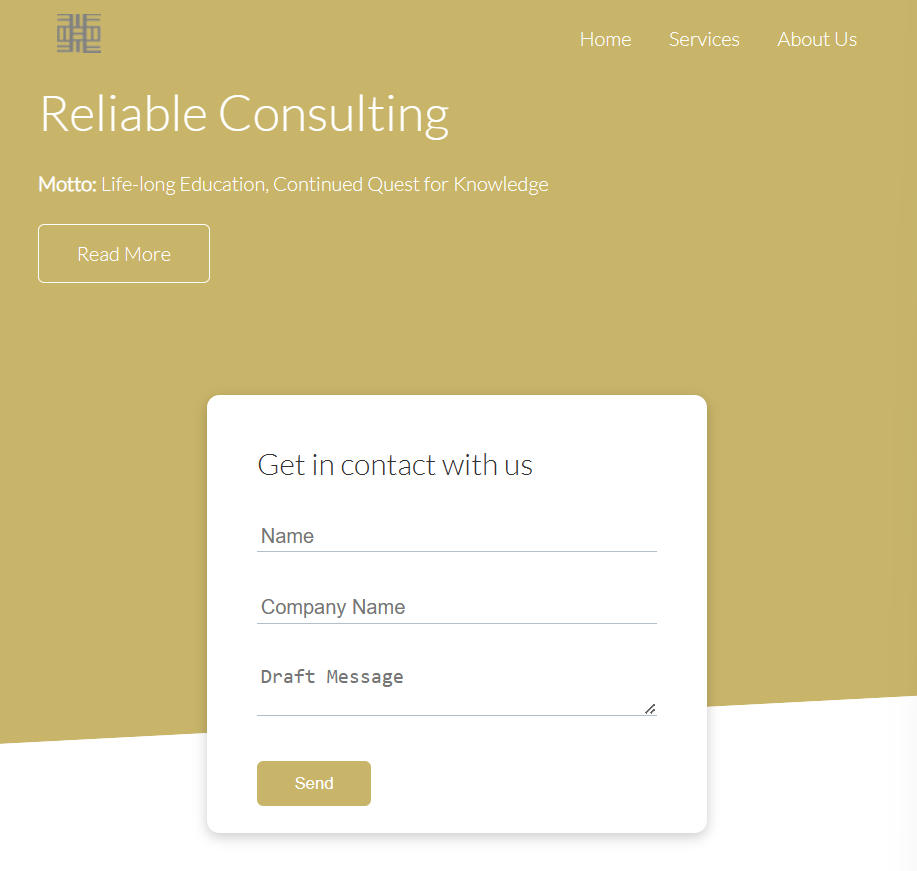 Home Services About Us
Reliable Consulting
Motto: Life-long Education, Continued Quest for Knowledge
Read More
Get in contact with us
Name
Company Name
Draft Message
Send